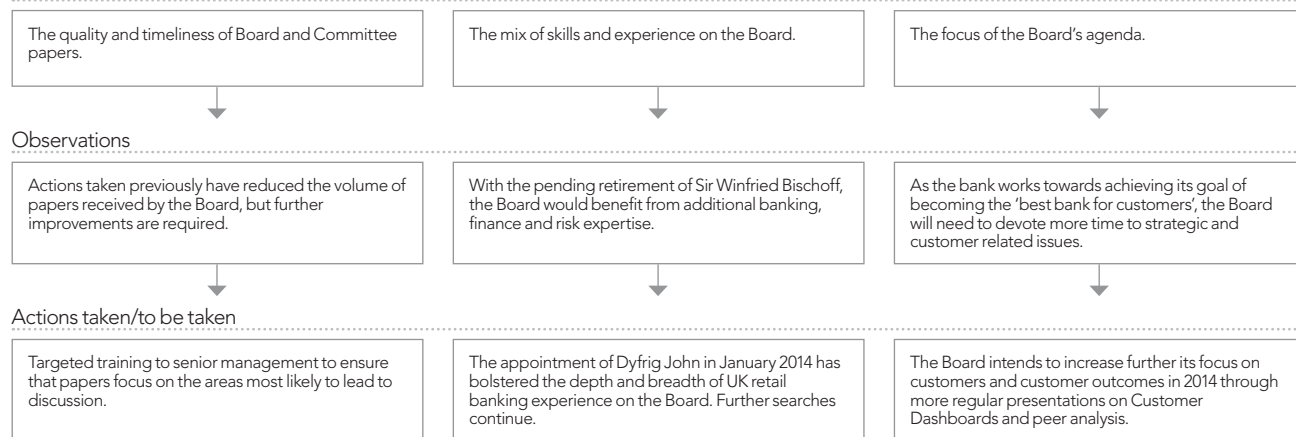 The quality and timeliness of Board and Committee
papers.
The mix of skills and experience on the Board.
The focus of the Board’s agenda.
Observations
Actions taken previously have reduced the volume of
papers received by the Board, but further
improvements are required.
With the pending retirement of Sir Winfried Bischoff,
the Board would benefit from additional banking,
finance and risk expertise.
As the bank works towards achieving its goal of
becoming the ‘best bank for customers’, the Board
will need to devote more time to strategic and
customer related issues.
Actions taken/to be taken
Targeted training to senior management to ensure
that papers focus on the areas most likely to lead to
discussion.
The appointment of Dyfrig John in January 2014 has
bolstered the depth and breadth of UK retail
banking experience on the Board. Further searches
continue.
The Board intends to increase further its focus on
customers and customer outcomes in 2014 through
more regular presentations on Customer
Dashboards and peer analysis.